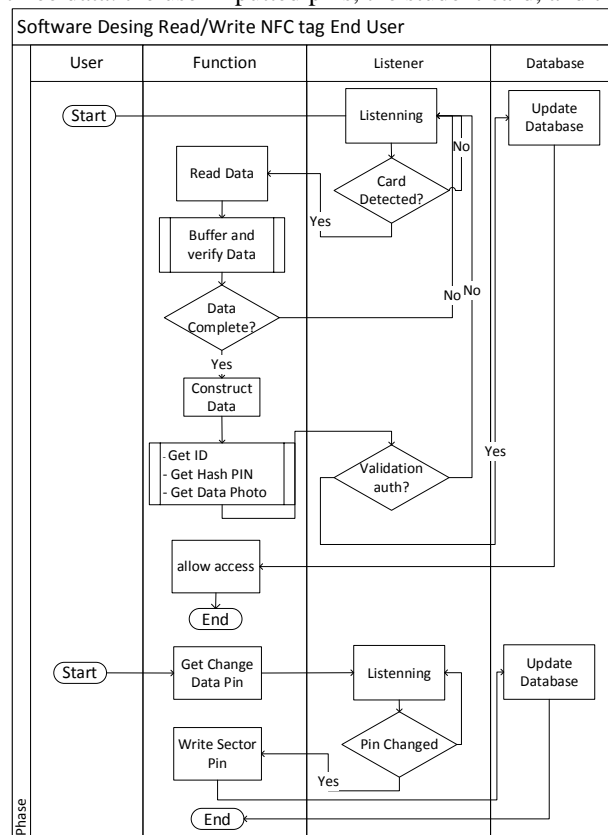 Software Desing Read/Write NFC tag End User
User
Function
Listener
Database
Start
Listenning
Update
Database
No
Read Data
Card
Detected?
Yes
Buffer and
verify Data
No
No
Data
Complete?
Yes
Construct
Data
Yes
- Get ID
- Get Hash PIN
- Get Data Photo
Validation
auth?
allow access
End
Start
Get Change
Data Pin
Listenning
Update
Database
Write Sector
Pin
Pin Changed
Yes
End
Phase